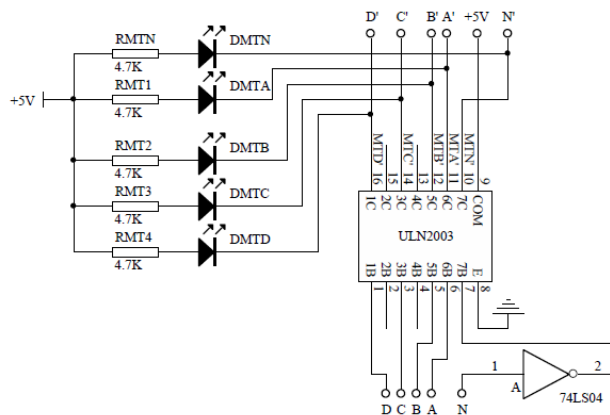 D' C' B' A' +5V N'
RMTN DMTN
4.7K
RMT1 DMTA
+5V
4.7K
RMT2 DMTB
4.7K
RMT3 DMTC
4.7K
RMT4 DMTD
4.7K
MTD' MTC' MTB' MTA' MTN'
16 15 14 13 12 11 10 9
1C 2C 3C 4C 5C 6C 7C COM
ULN2003
1B 2B 3B 4B 5B 6B 7B E
1 2 3 4 5 6 7 8
1 A 2
74LS04
D C B A N